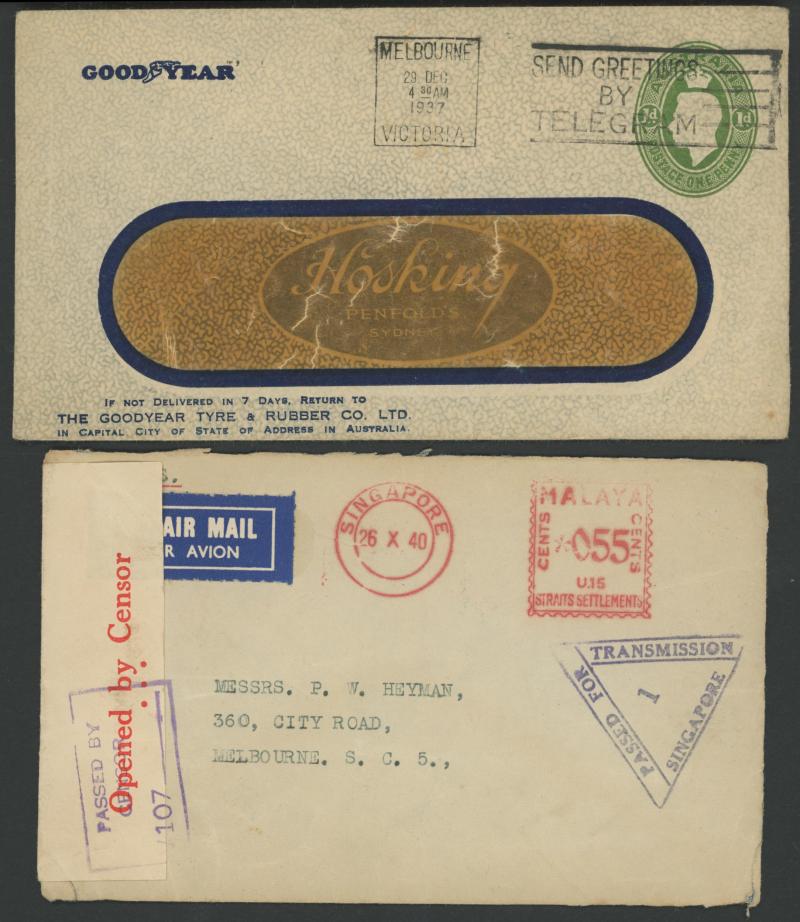 GOODYEAR
MELBOURNE
29 DEC
4 30 AM
1937
VICTORIA
SEND GREETINGS
BY
TELEGRAM
1d
POSTAGE ONE PENNY
Hosking
PENFOLD'S
SYDNEY
IF NOT DELIVERED IN 7 DAYS, RETURN TO
THE GOODYEAR TYRE & RUBBER CO. LTD.
IN CAPITAL CITY OF STATE OF ADDRESS IN AUSTRALIA.
AIR MAIL
R AVION
SINGAPORE
26 X 40
MALAYA
CENTS
055
CENTS
U.15
STRAITS SETTLEMENTS
Opened by Censor
PASSED BY
CENSOR
107
TRANSMISSION
PASSED FOR
1
SINGAPORE
MESSRS. P. W. HEYMAN,
360, CITY ROAD,
MELBOURNE. S. C. 5.,